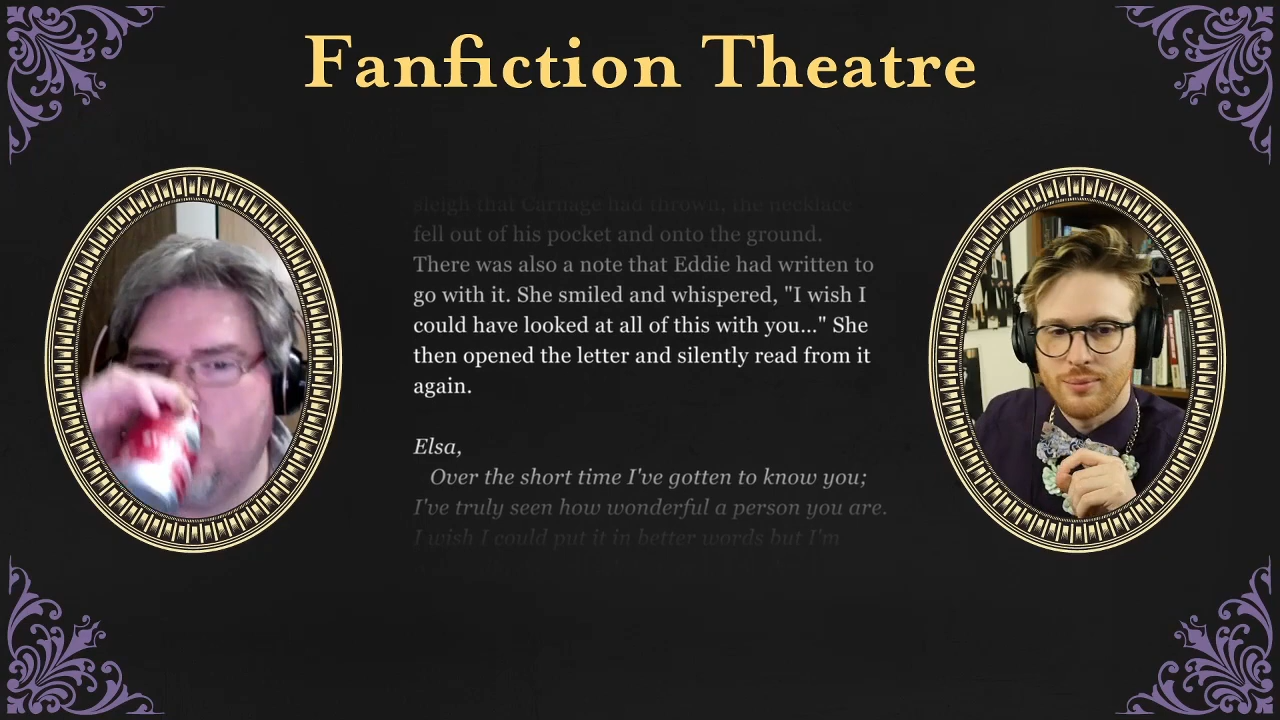 Fanfiction Theatre
sleigh that Carnage had thrown, the necklace
fell out of his pocket and onto the ground.
There was also a note that Eddie had written to
go with it. She smiled and whispered, "I wish I
could have looked at all of this with you..." She
then opened the letter and silently read from it
again.
Elsa,
Over the short time I've gotten to know you;
I've truly seen how wonderful a person you are.
I wish I could put it in better words but I'm